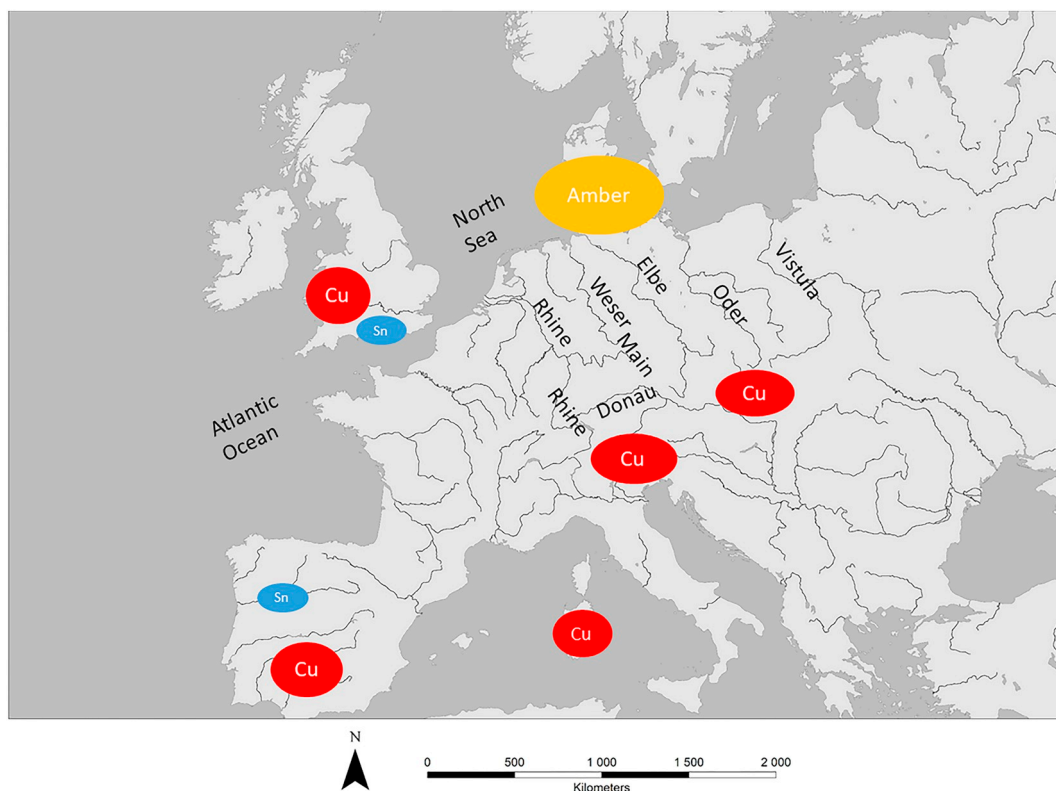 Amber
North
Sea
Vistula
Elbe
Oder
Weser
Cu
Rhine
Sn
Main
Cu
Donau
Atlantic
Ocean
Rhine
Cu
Sn
Cu
Cu
N
0 500 1 000 1 500 2 000
Kilometers